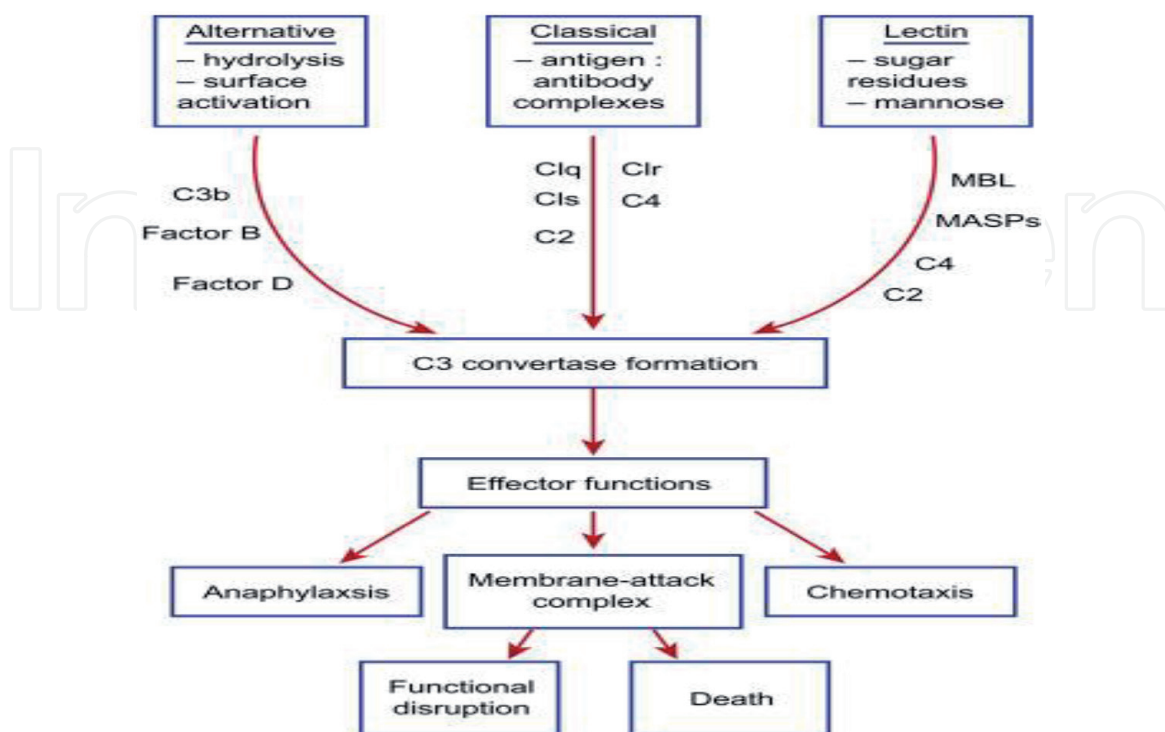 Alternative
– hydrolysis
– surface
activation
Classical
– antigen :
antibody
complexes
Lectin
– sugar
residues
– mannose
C3b
Factor B
Factor D
Clq
Clr
Cls
C4
C2
MBL
MASPs
C4
C2
C3 convertase formation
Effector functions
Anaphylaxsis
Membrane-attack
complex
Chemotaxis
Functional
disruption
Death